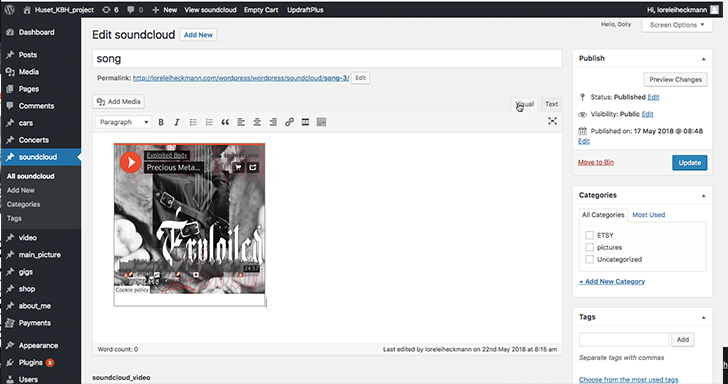 Huset_KBH_project
6
0
New
View soundcloud
Empty Cart
UpdraftPlus
Hi, loreleiheckmann
Dashboard
Posts
Media
Pages
Comments
cars
Concerts
soundcloud
All soundcloud
Add New
Categories
Tags
video
main_picture
gigs
shop
about_me
Payments
Appearance
Plugins 3
Users
Hello, Dolly
Screen Options
Edit soundcloud
Add New
song
Permalink: http://loreleiheckmann.com/wordpress/wordpress/soundcloud/song-3/ Edit
Add Media
Visual
Text
Paragraph
B I
Exploited Body
Precious Meta...
Exploited
24:57
Cookie policy
Word count: 0
Last edited by loreleiheckmann on 22nd May 2018 at 8:15 am
soundcloud_video
Publish
Preview Changes
Status: Published Edit
Visibility: Public Edit
Published on: 17 May 2018 @ 08:48
Edit
Move to Bin
Update
Categories
All Categories
Most Used
ETSY
pictures
Uncategorized
+ Add New Category
Tags
Add
Separate tags with commas
Choose from the most used tags